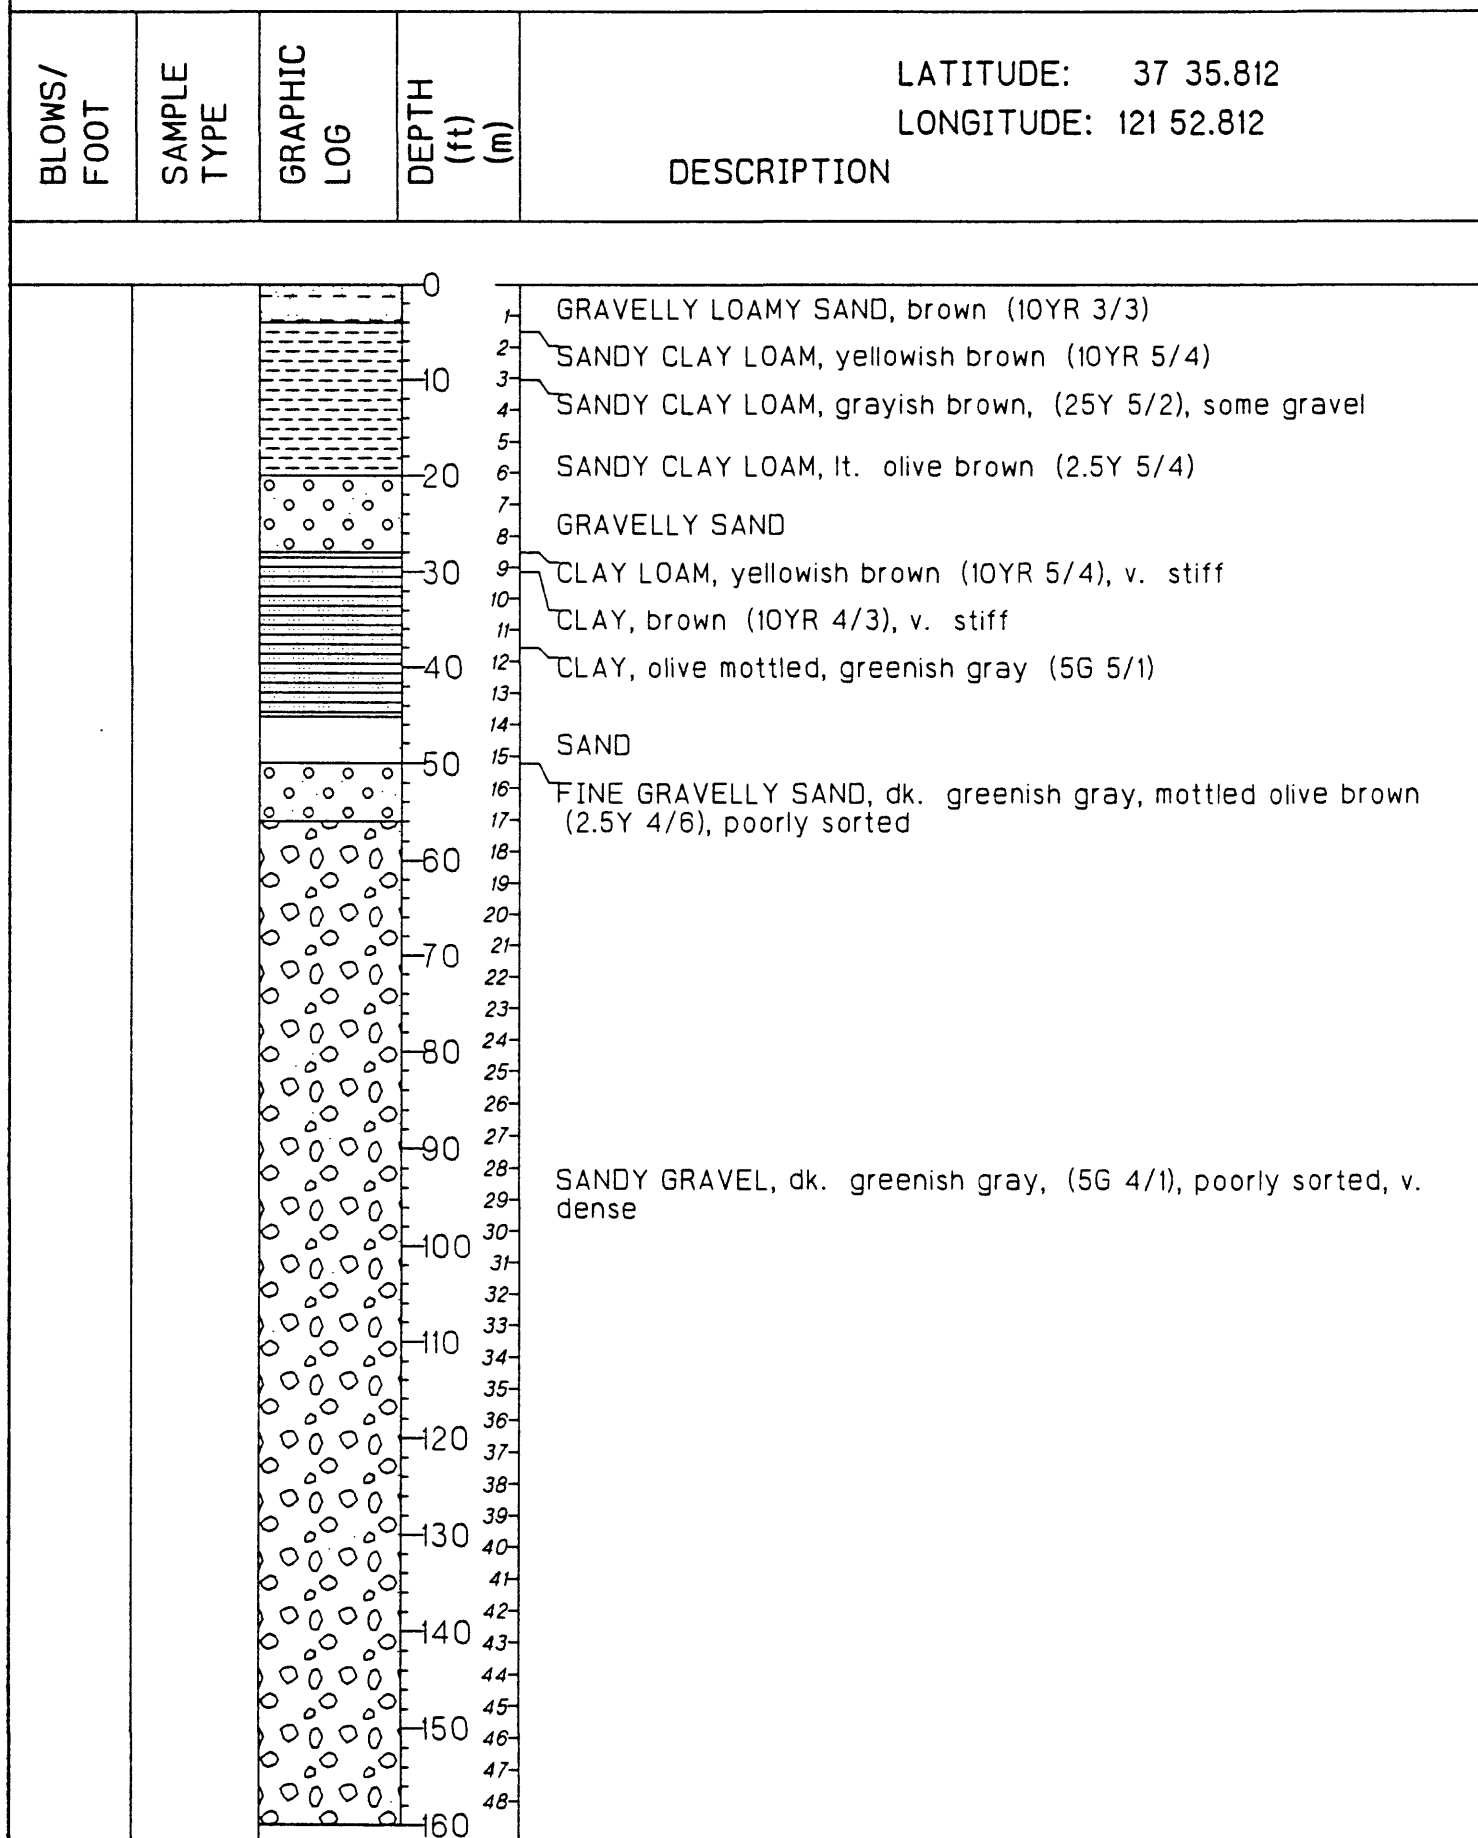 BLOWS/
FOOT
SAMPLE
TYPE
GRAPHIC
LOG
DEPTH
(ft)
(m)
LATITUDE: 37 35.812
LONGITUDE: 121 52.812
DESCRIPTION
0
1 GRAVELLY LOAMY SAND, brown (10YR 3/3)
2 SANDY CLAY LOAM, yellowish brown (10YR 5/4)
10 3
4 SANDY CLAY LOAM, grayish brown, (25Y 5/2), some gravel
5
20 6 SANDY CLAY LOAM, lt. olive brown (2.5Y 5/4)
7
8 GRAVELLY SAND
30 9 CLAY LOAM, yellowish brown (10YR 5/4), v. stiff
10
11 CLAY, brown (10YR 4/3), v. stiff
40 12 CLAY, olive mottled, greenish gray (5G 5/1)
13
14
50 15 SAND
16 FINE GRAVELLY SAND, dk. greenish gray, mottled olive brown
17 (2.5Y 4/6), poorly sorted
60 18
19
20
70 21
22
23
80 24
25
26
90 27
28 SANDY GRAVEL, dk. greenish gray, (5G 4/1), poorly sorted, v.
29 dense
100 30
31
32
110 33
34
35
36
120 37
38
39
130 40
41
42
140 43
44
45
150 46
47
48
160